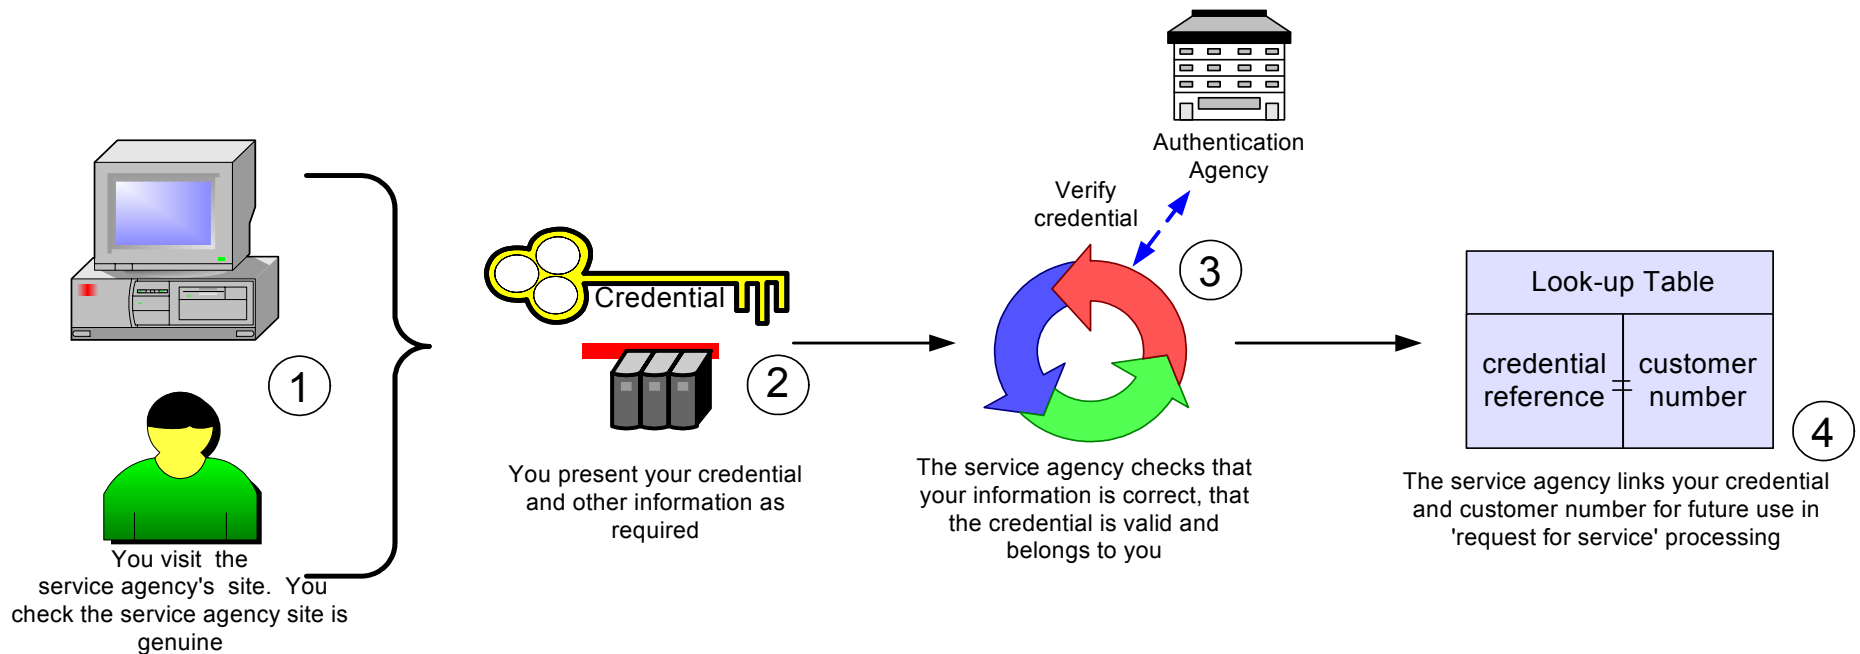 1
You visit the
service agency's site. You
check the service agency site is
genuine
Credential
2
You present your credential
and other information as
required
Authentication
Agency
Verify
credential
3
The service agency checks that
your information is correct, that
the credential is valid and
belongs to you
Look-up Table
credential
reference
=
customer
number
4
The service agency links your credential
and customer number for future use in
'request for service' processing